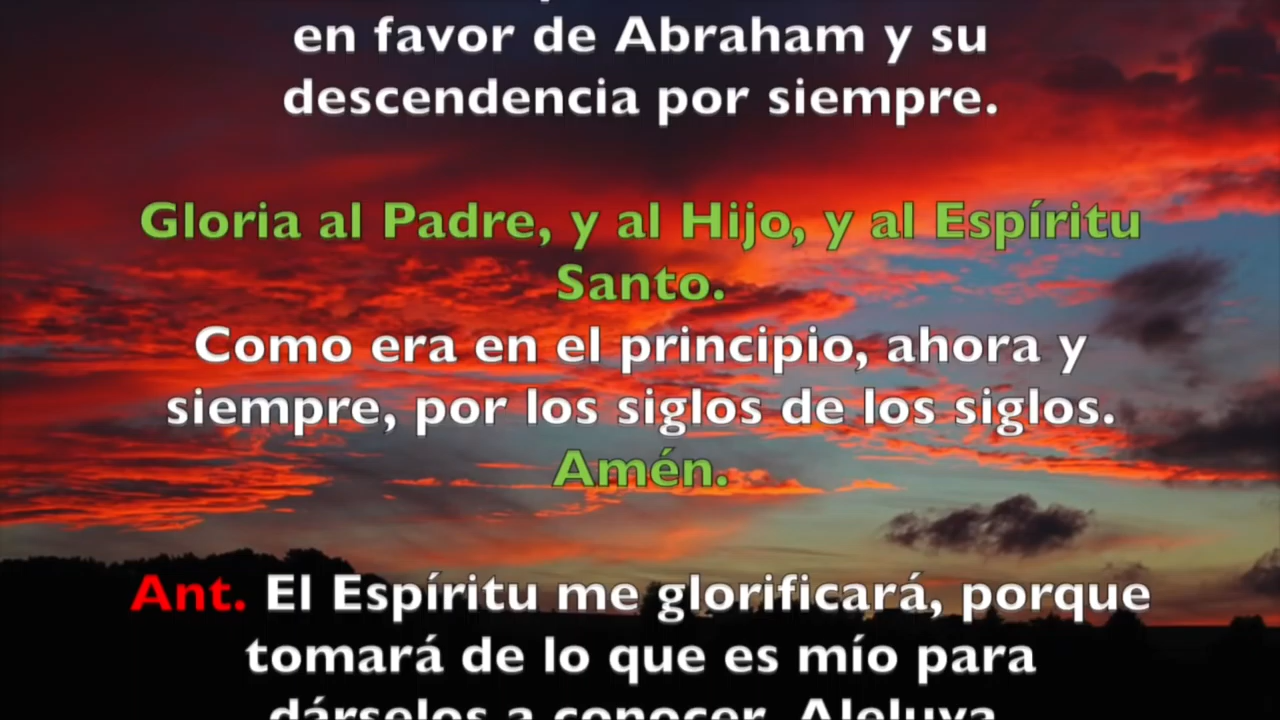 en favor de Abraham y su
descendencia por siempre.
Gloria al Padre, y al Hijo, y al Espíritu
Santo.
Como era en el principio, ahora y
siempre, por los siglos de los siglos.
Amén.
Ant. El Espíritu me glorificará, porque
tomará de lo que es mío para
dárselos a conocer. Aleluya.